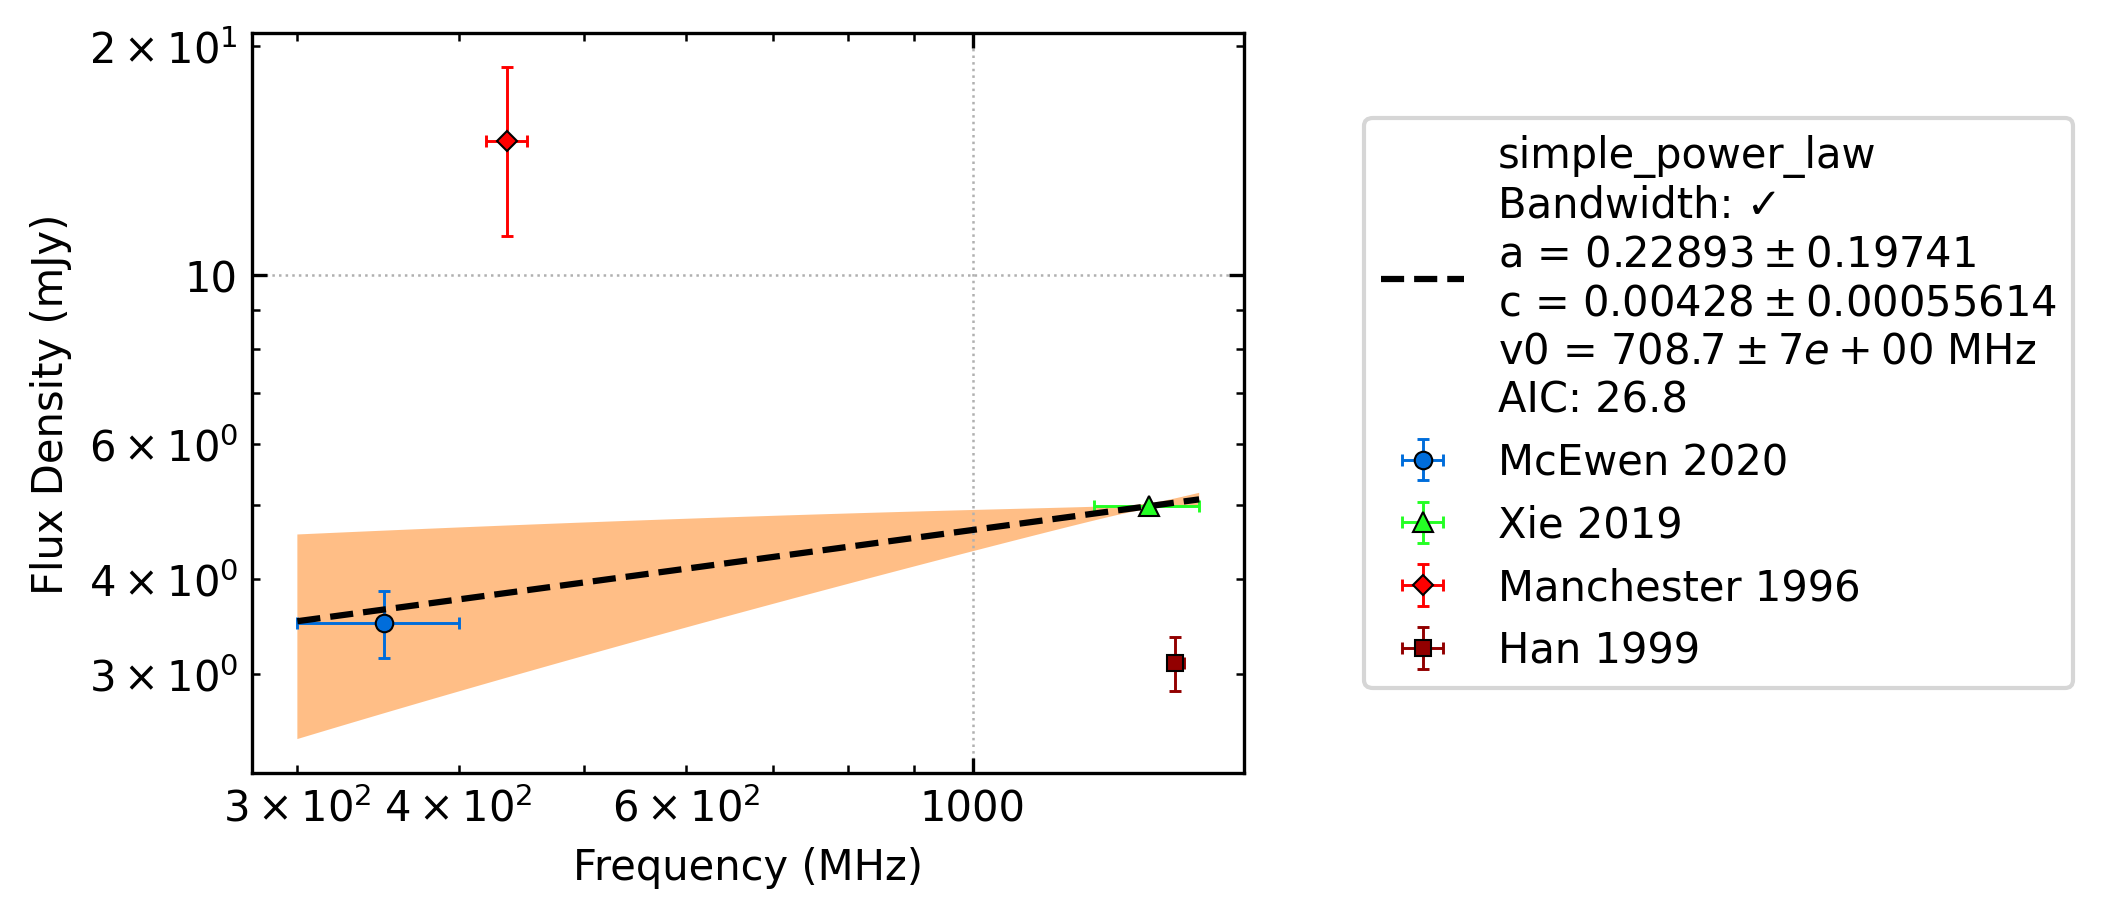 2 × 10¹
10
6 × 10⁰
4 × 10⁰
3 × 10⁰
Flux Density (mJy)
3 × 10² 4 × 10² 6 × 10² 1000
Frequency (MHz)
simple_power_law
Bandwidth: ✓
a = 0.22893 ± 0.19741
c = 0.00428 ± 0.00055614
v0 = 708.7 ± 7e + 00 MHz
AIC: 26.8
McEwen 2020
Xie 2019
Manchester 1996
Han 1999